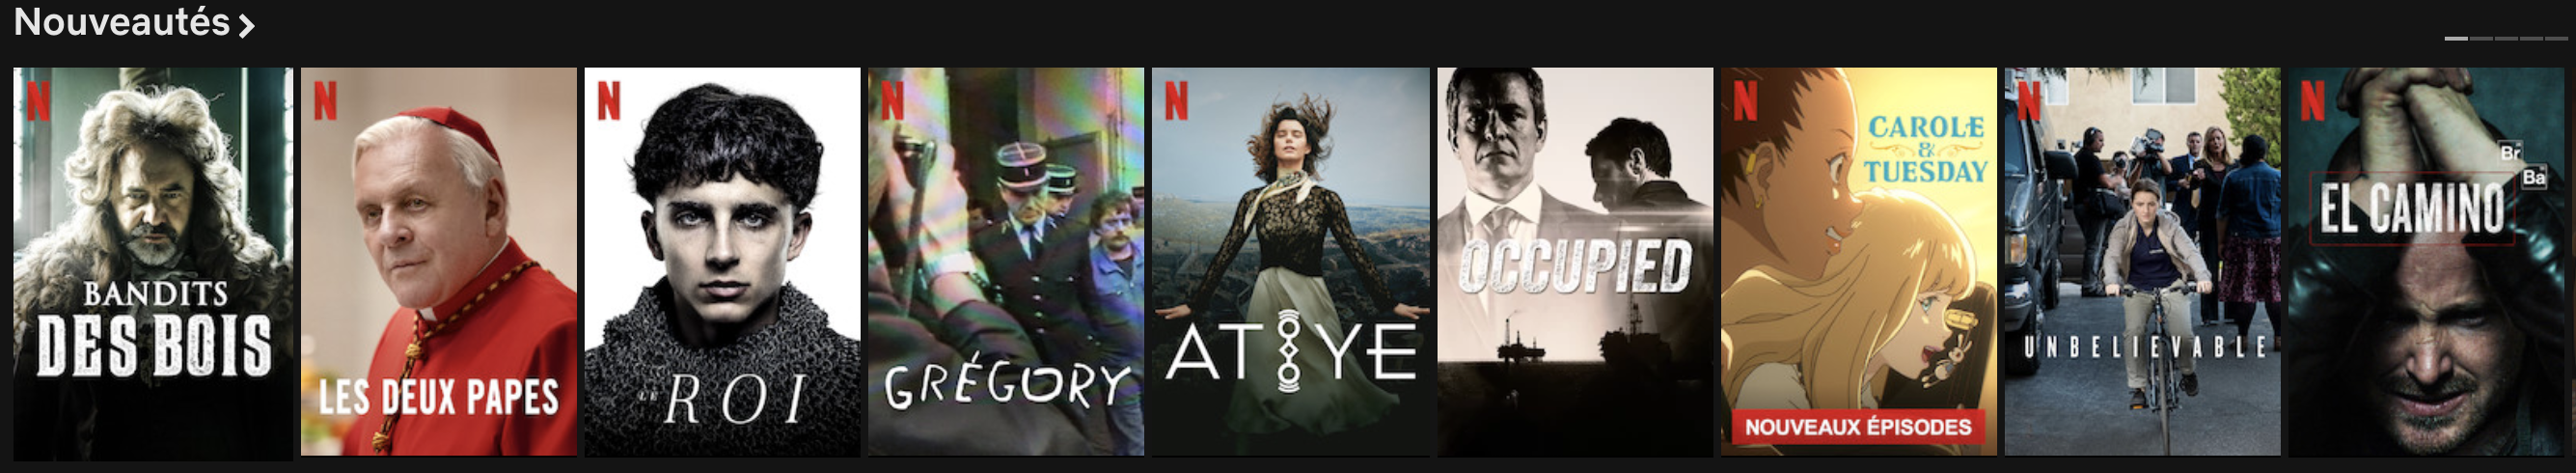 Nouveautés
N
BANDITS
DES BOIS
N
LES DEUX PAPES
N
LE ROI
N
GRÉGORY
N
ATIYE
OCCUPIED
N
CAROLE
&
TUESDAY
NOUVEAUX ÉPISODES
N
UNBELIEVABLE
N
Br
Ba
EL CAMINO